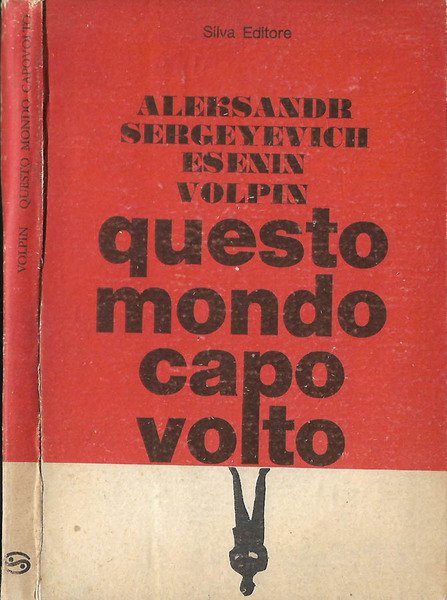 Silva Editore
ALEKSANDR
SERGEYEVICH
ESENIN
VOLPIN
questo
mondo
capo
volto
VOLPIN QUESTO MONDO CAPOVOLTO